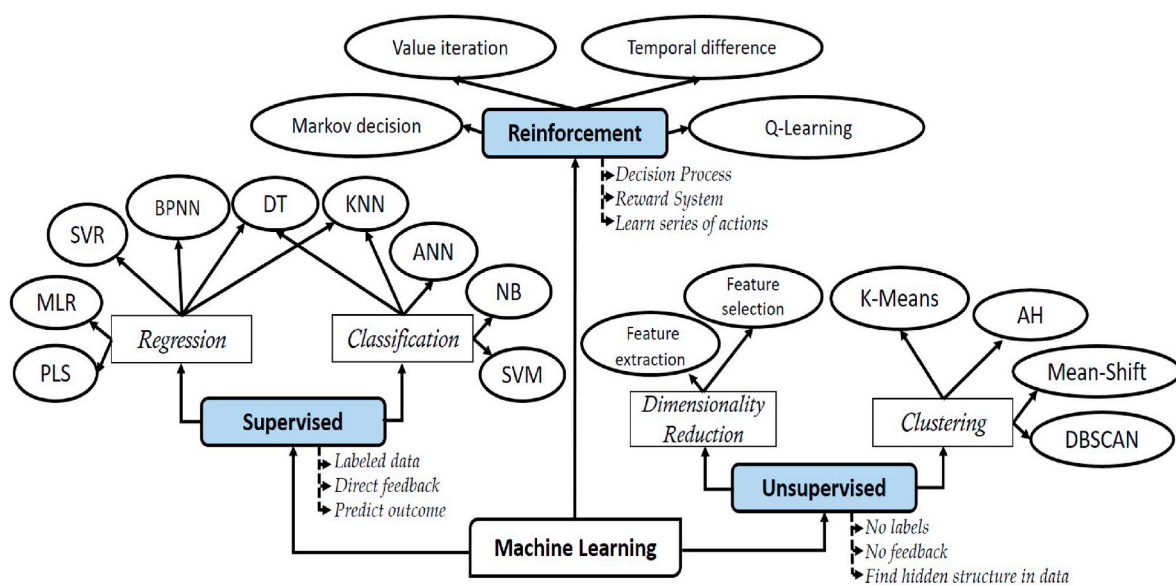 Value iteration
Temporal difference
Markov decision
Reinforcement
Q-Learning
Decision Process
Reward System
Learn series of actions
SVR
BPNN
DT
KNN
ANN
MLR
NB
PLS
SVM
Regression
Classification
Supervised
Labeled data
Direct feedback
Predict outcome
Feature
extraction
Feature
selection
K-Means
AH
Mean-Shift
DBSCAN
Dimensionality
Reduction
Clustering
Unsupervised
No labels
No feedback
Find hidden structure in data
Machine Learning